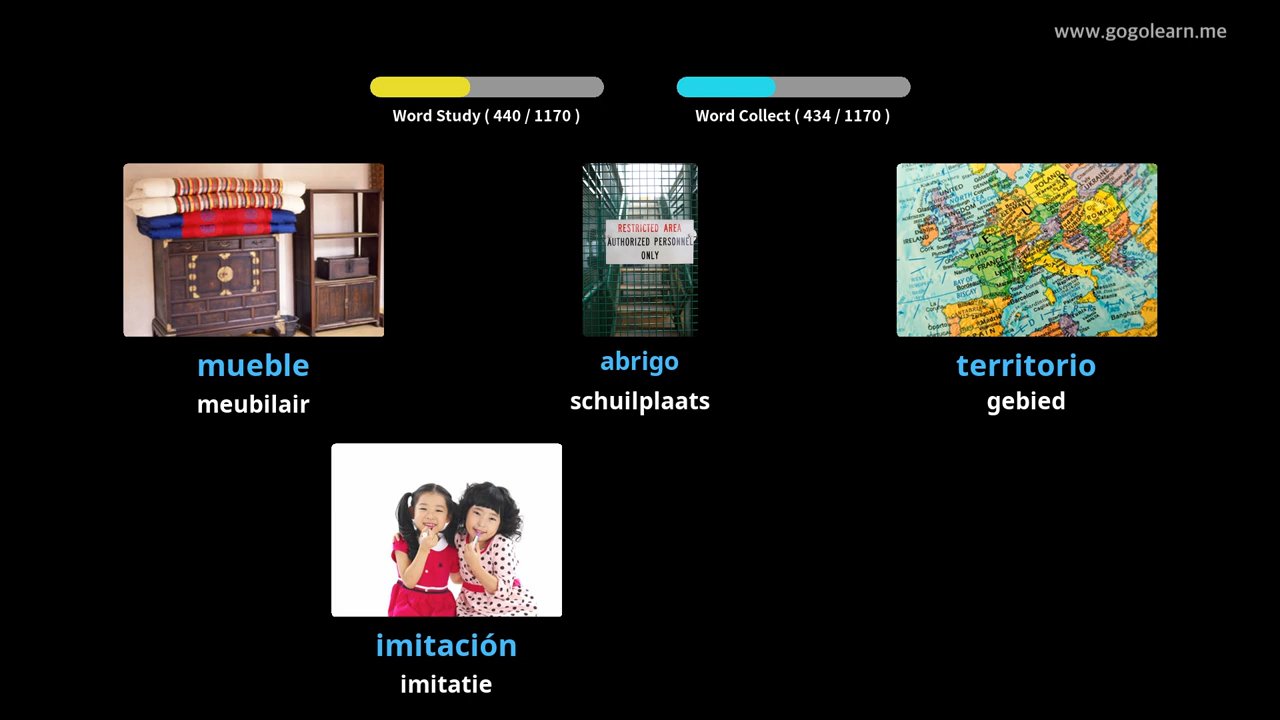 www.gogolearn.me
Word Study ( 440 / 1170 )
Word Collect ( 434 / 1170 )
RESTRICTED AREA
AUTHORIZED PERSONNEL
ONLY
mueble
meubilair
abrigo
schuilplaats
territorio
gebied
imitación
imitatie